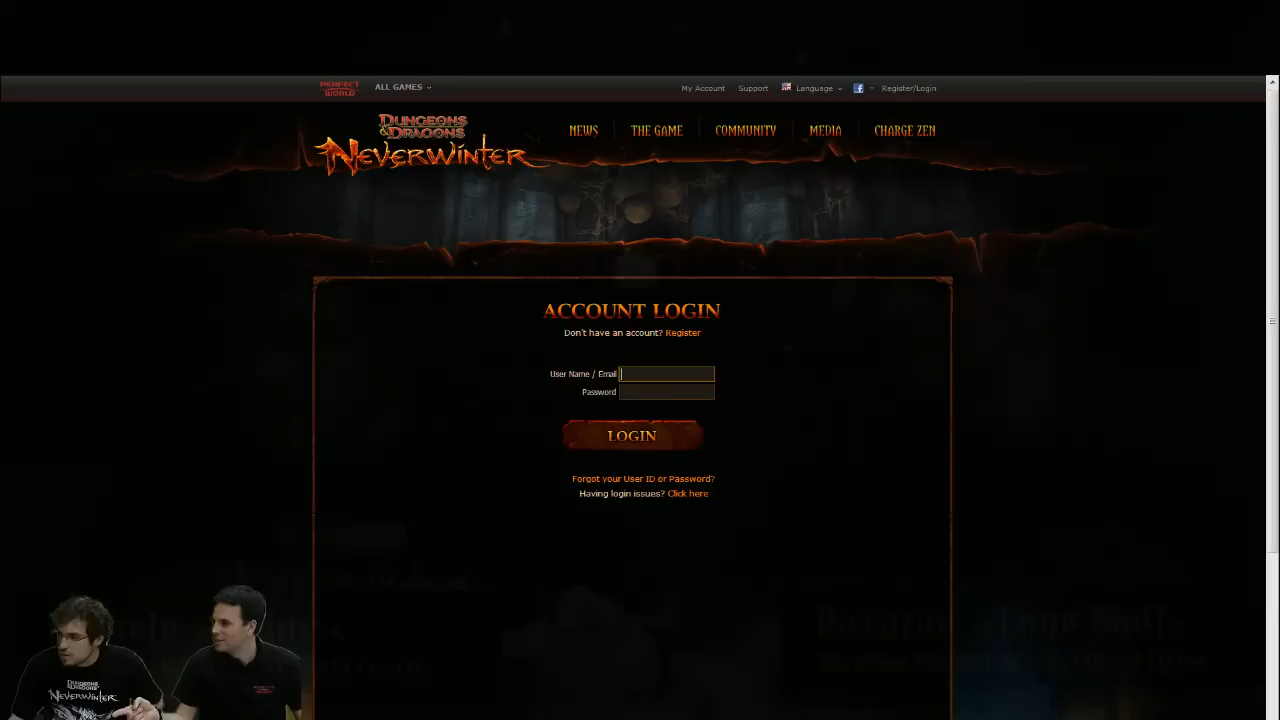 PERFECT WORLD
ALL GAMES
My Account Support Language Register/Login
DUNGEONS & DRAGONS
NEVERWINTER
NEWS THE GAME COMMUNITY MEDIA CHARGE ZEN
ACCOUNT LOGIN
Don't have an account? Register
User Name / Email
Password
LOGIN
Forgot your User ID or Password?
Having login issues? Click here
DUNGEONS & DRAGONS
NEVERWINTER